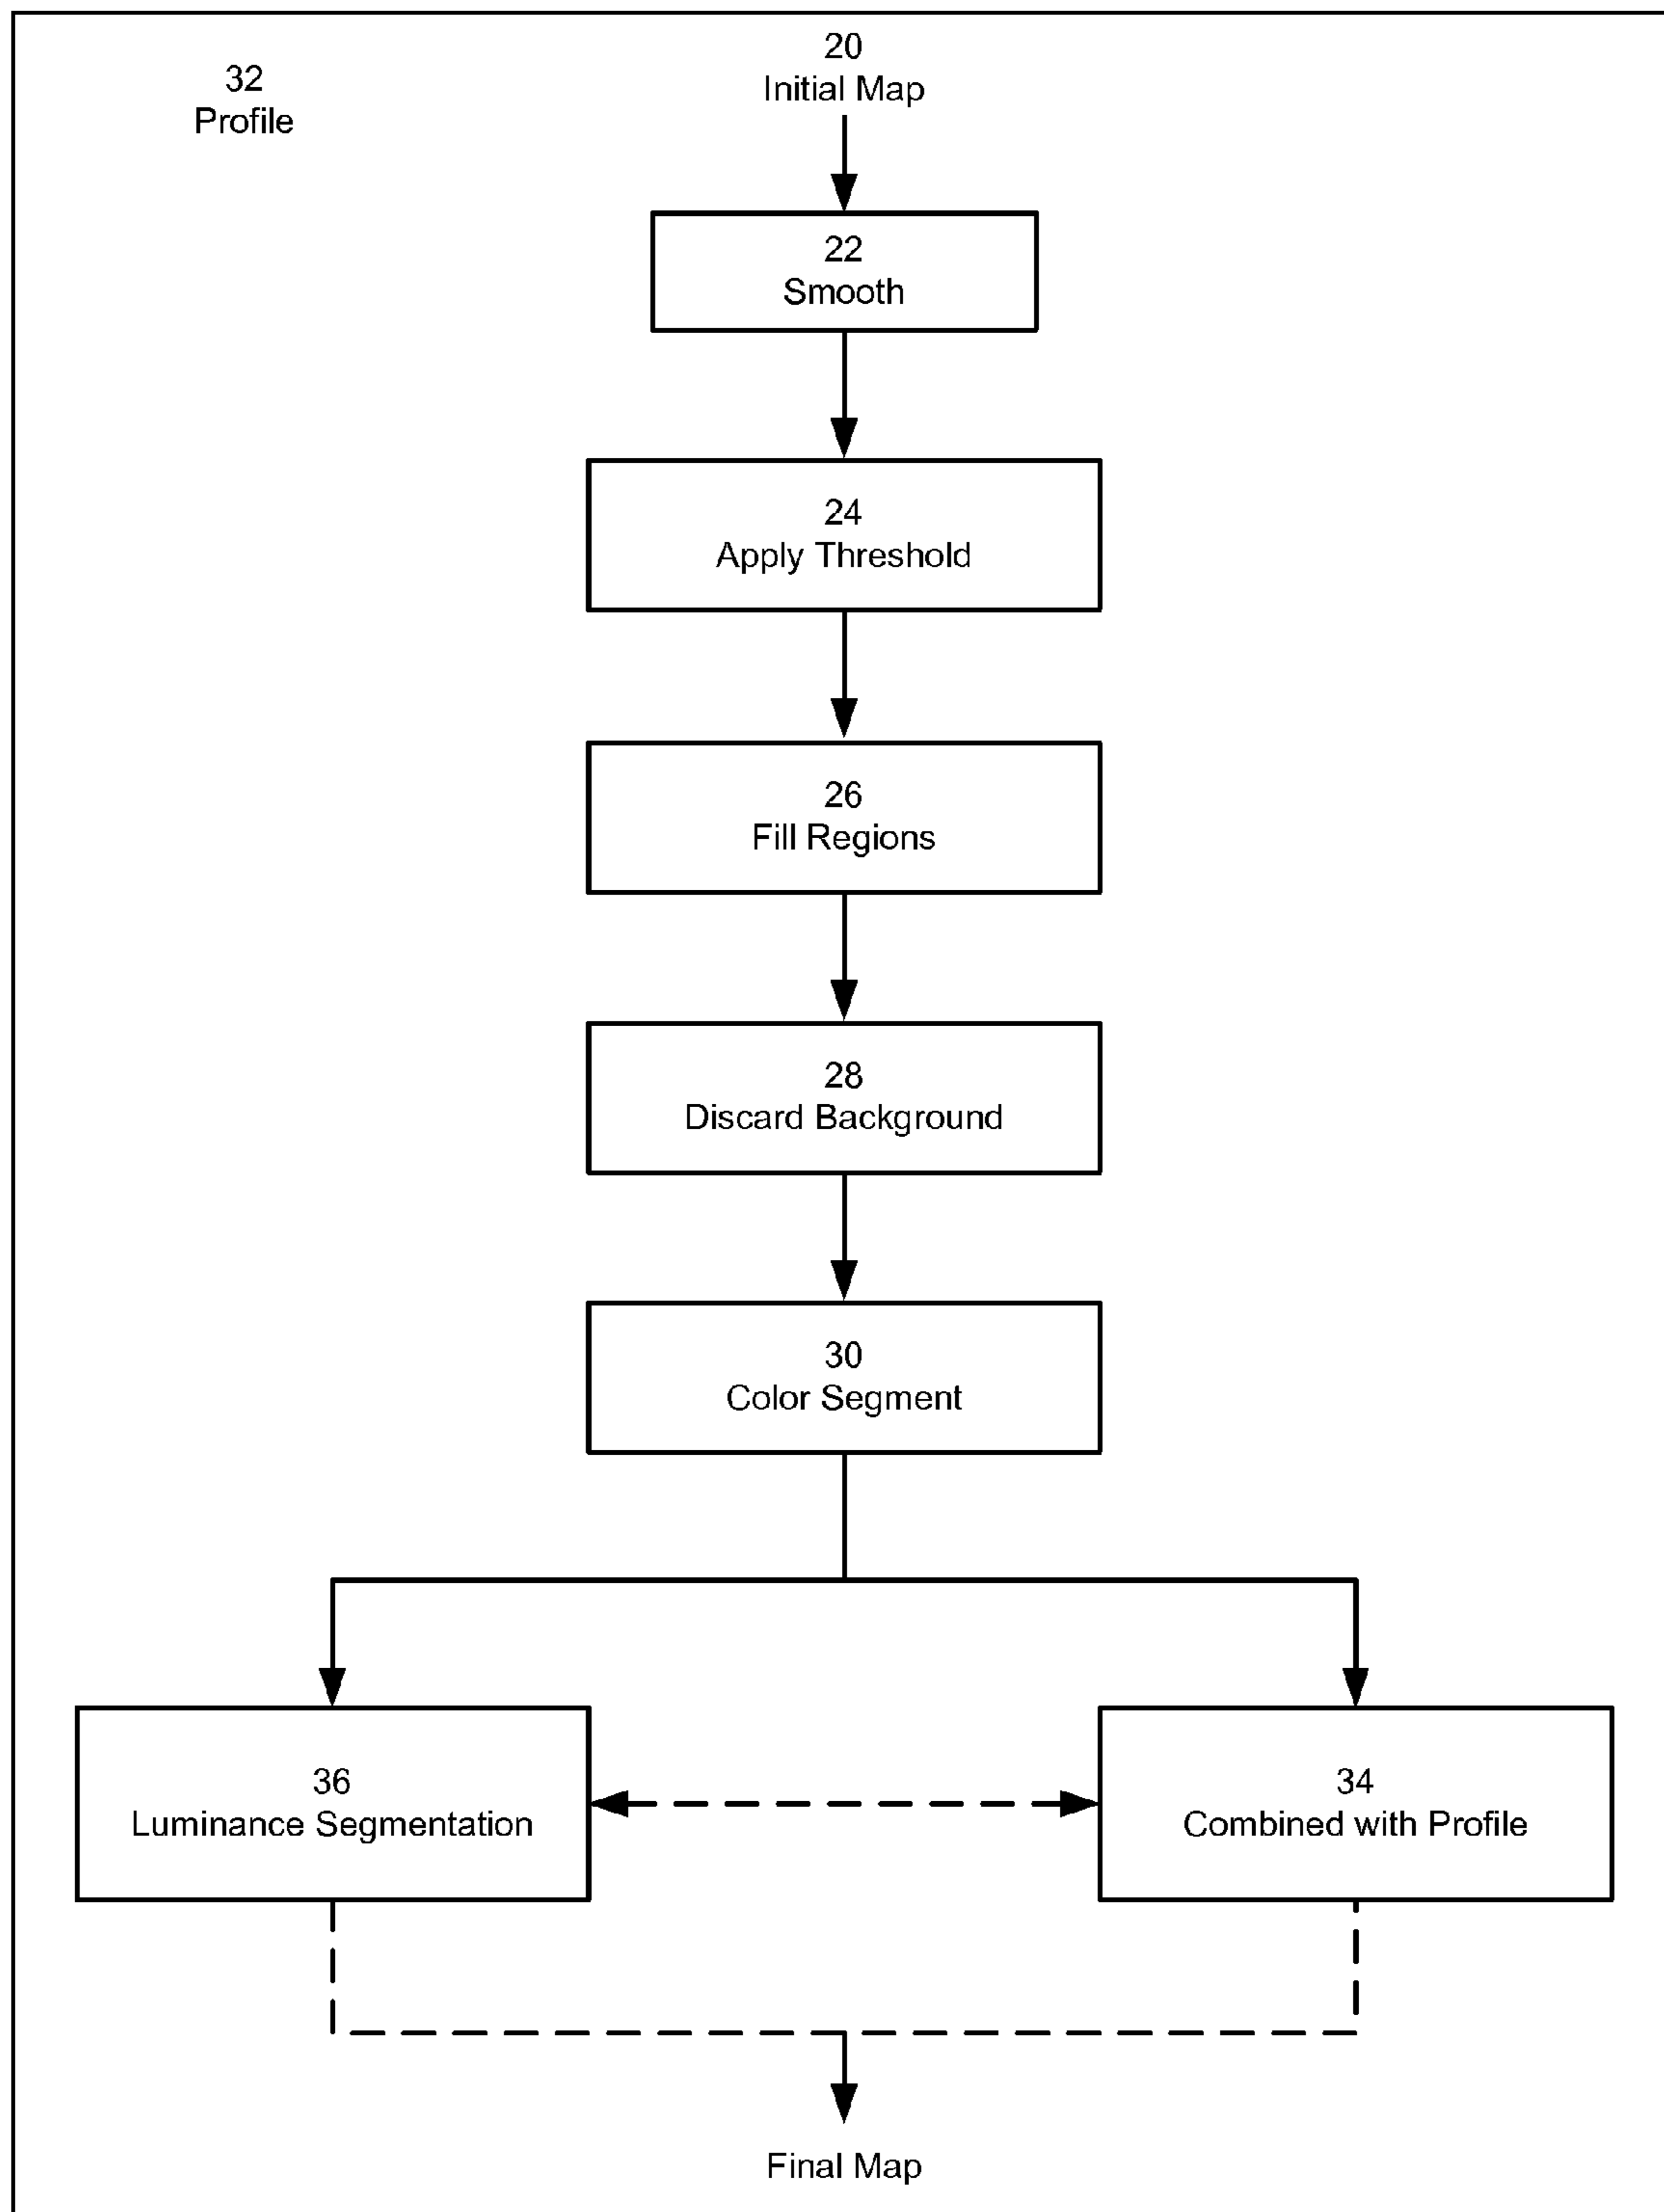 32
Profile
20
Initial Map
22
Smooth
24
Apply Threshold
26
Fill Regions
28
Discard Background
30
Color Segment
36
Luminance Segmentation
34
Combined with Profile
Final Map